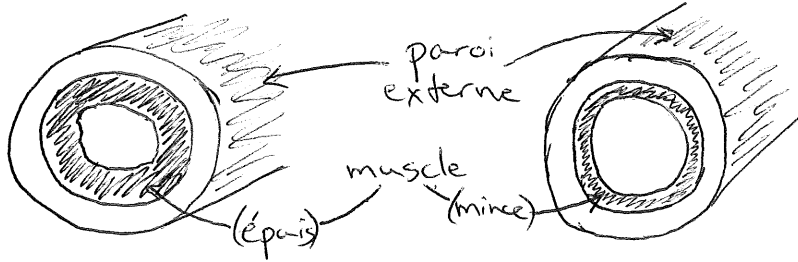 paroi
externe
muscle
(épais)
(mince)